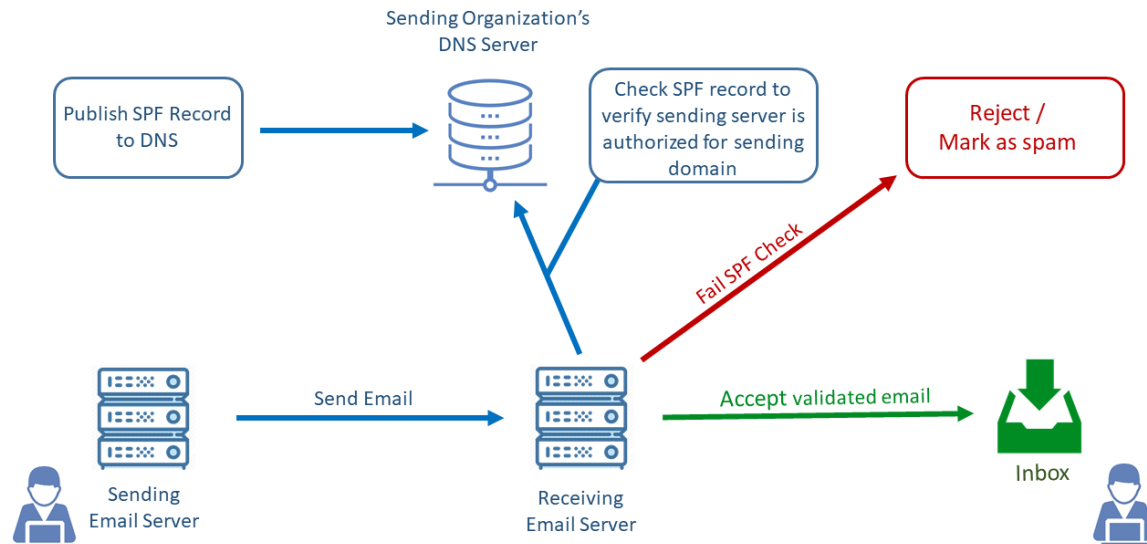 Sending Organization's
DNS Server
Publish SPF Record
to DNS
Check SPF record to
verify sending server is
authorized for sending
domain
Reject /
Mark as spam
Fail SPF Check
Send Email
Accept validated email
Sending
Email Server
Receiving
Email Server
Inbox